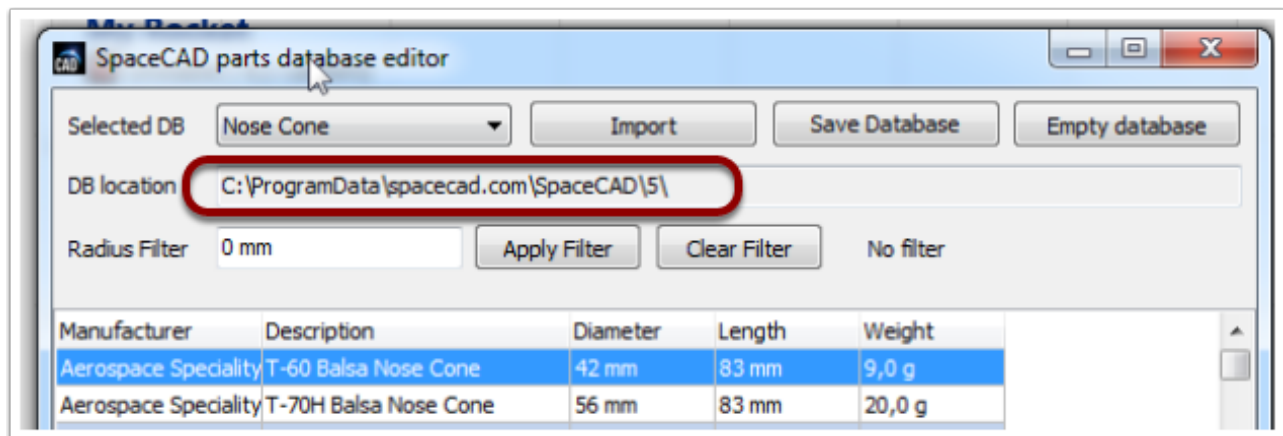 My Rocket
SpaceCAD parts database editor
Selected DB Nose Cone Import Save Database Empty database
DB location C:\ProgramData\spacecad.com\SpaceCAD\5\
Radius Filter 0 mm Apply Filter Clear Filter No filter
Manufacturer Description Diameter Length Weight
Aerospace Speciality T-60 Balsa Nose Cone 42 mm 83 mm 9,0 g
Aerospace Speciality T-70H Balsa Nose Cone 56 mm 83 mm 20,0 g